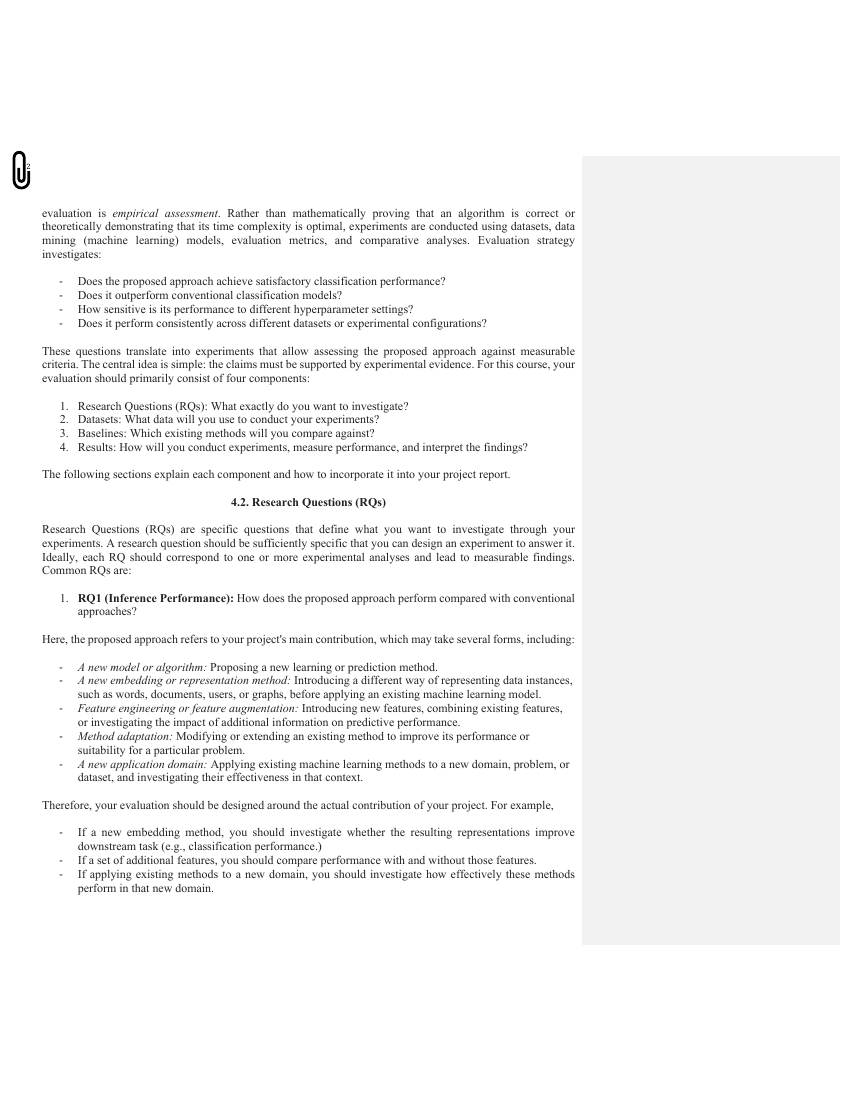 2
evaluation is empirical assessment. Rather than mathematically proving that an algorithm is correct or
theoretically demonstrating that its time complexity is optimal, experiments are conducted using datasets, data
mining (machine learning) models, evaluation metrics, and comparative analyses. Evaluation strategy
investigates:
- Does the proposed approach achieve satisfactory classification performance?
- Does it outperform conventional classification models?
- How sensitive is its performance to different hyperparameter settings?
- Does it perform consistently across different datasets or experimental configurations?
These questions translate into experiments that allow assessing the proposed approach against measurable
criteria. The central idea is simple: the claims must be supported by experimental evidence. For this course, your
evaluation should primarily consist of four components:
1. Research Questions (RQs): What exactly do you want to investigate?
2. Datasets: What data will you use to conduct your experiments?
3. Baselines: Which existing methods will you compare against?
4. Results: How will you conduct experiments, measure performance, and interpret the findings?
The following sections explain each component and how to incorporate it into your project report.
4.2. Research Questions (RQs)
Research Questions (RQs) are specific questions that define what you want to investigate through your
experiments. A research question should be sufficiently specific that you can design an experiment to answer it.
Ideally, each RQ should correspond to one or more experimental analyses and lead to measurable findings.
Common RQs are:
1. RQ1 (Inference Performance): How does the proposed approach perform compared with conventional
approaches?
Here, the proposed approach refers to your project's main contribution, which may take several forms, including:
- A new model or algorithm: Proposing a new learning or prediction method.
- A new embedding or representation method: Introducing a different way of representing data instances,
such as words, documents, users, or graphs, before applying an existing machine learning model.
- Feature engineering or feature augmentation: Introducing new features, combining existing features,
or investigating the impact of additional information on predictive performance.
- Method adaptation: Modifying or extending an existing method to improve its performance or
suitability for a particular problem.
- A new application domain: Applying existing machine learning methods to a new domain, problem, or
dataset, and investigating their effectiveness in that context.
Therefore, your evaluation should be designed around the actual contribution of your project. For example,
- If a new embedding method, you should investigate whether the resulting representations improve
downstream task (e.g., classification performance.)
- If a set of additional features, you should compare performance with and without those features.
- If applying existing methods to a new domain, you should investigate how effectively these methods
perform in that new domain.